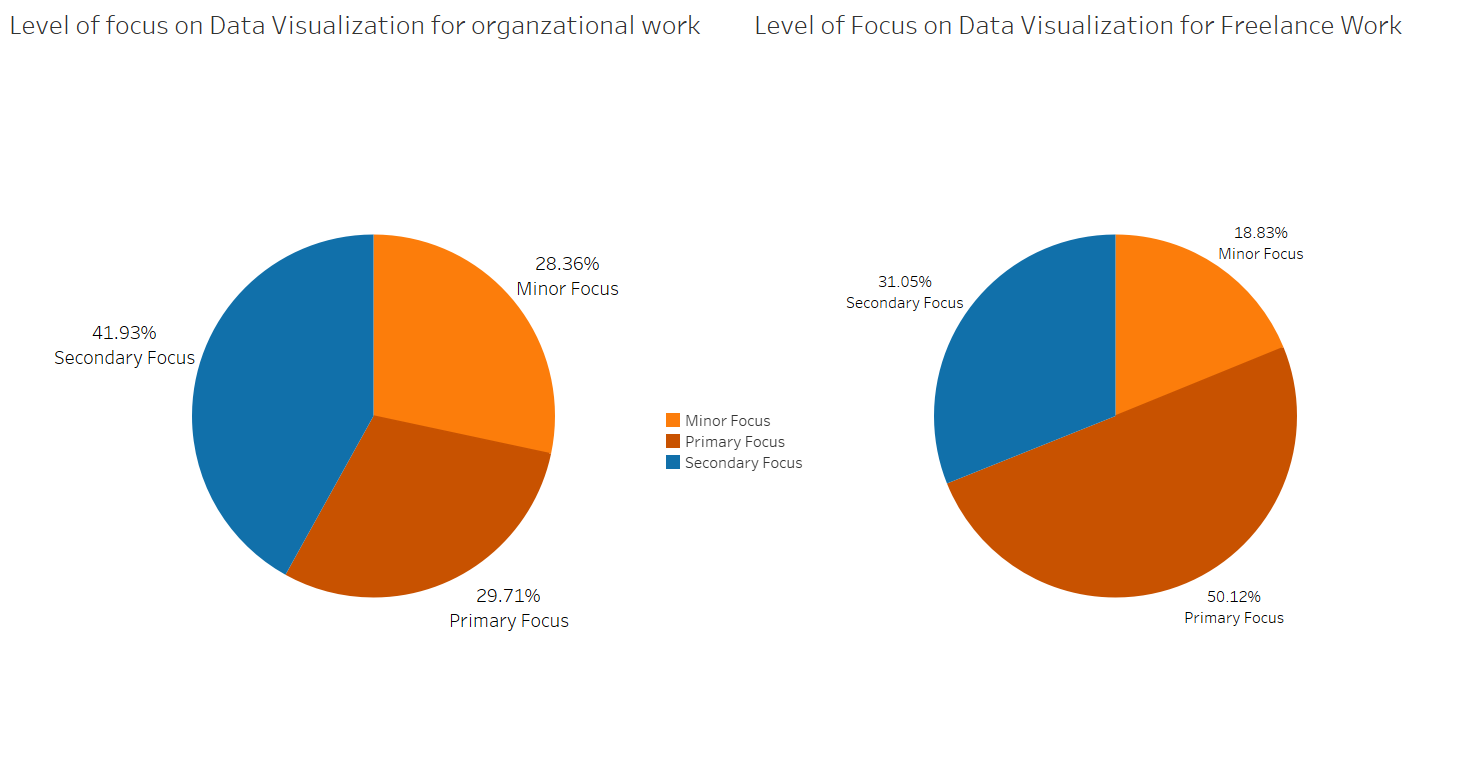 Level of focus on Data Visualization for organzational work
28.36%
Minor Focus
41.93%
Secondary Focus
29.71%
Primary Focus
Minor Focus
Primary Focus
Secondary Focus
Level of Focus on Data Visualization for Freelance Work
18.83%
Minor Focus
31.05%
Secondary Focus
50.12%
Primary Focus